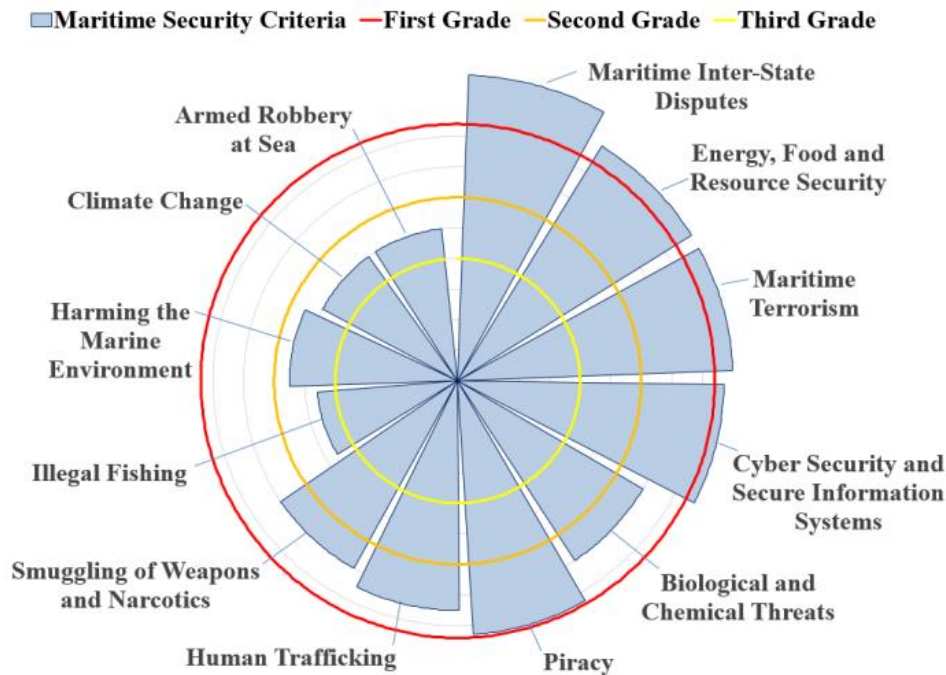 Maritime Security Criteria First Grade Second Grade Third Grade
Maritime Inter-State
Disputes
Energy, Food and
Resource Security
Maritime
Terrorism
Cyber Security and
Secure Information
Systems
Biological and
Chemical Threats
Piracy
Human Trafficking
Smuggling of Weapons
and Narcotics
Illegal Fishing
Harming the
Marine
Environment
Climate Change
Armed Robbery
at Sea